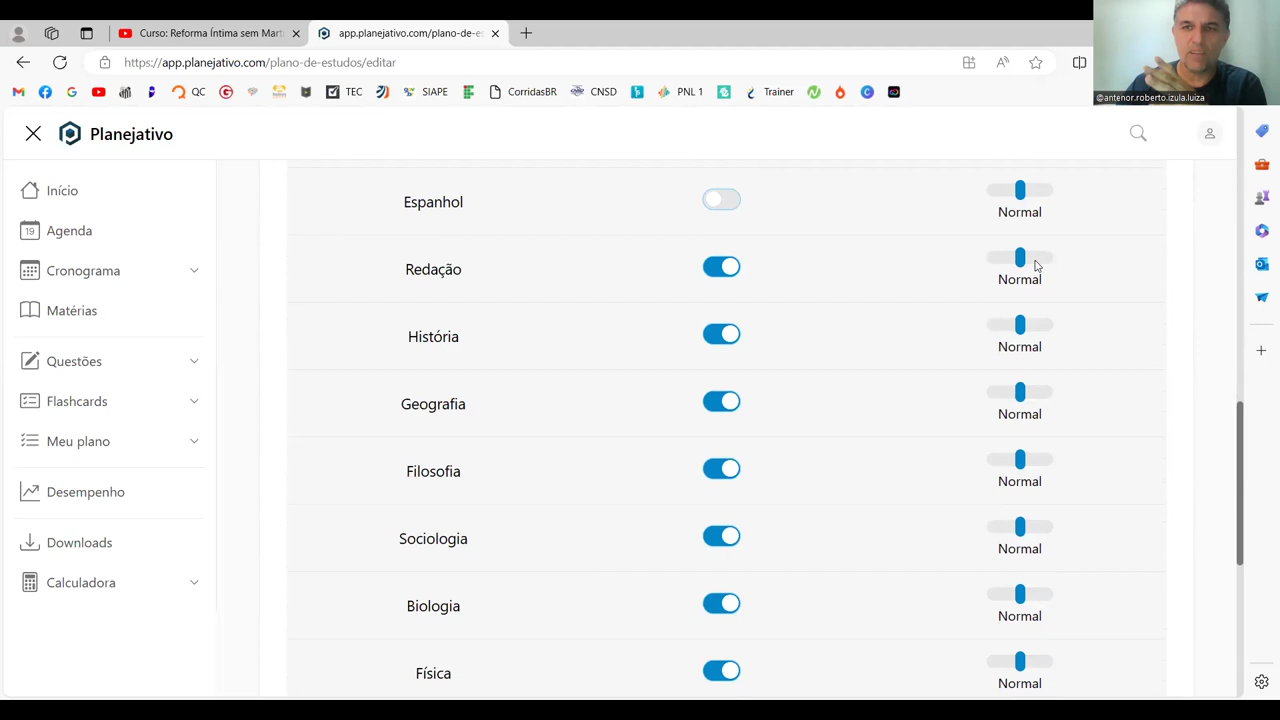 Curso: Reforma Íntima sem Mart
app.planejativo.com/plano-de-es
https://app.planejativo.com/plano-de-estudos/editar
QC
TEC
SIAPE
CorridasBR
CNSD
PNL 1
Trainer
@antenor.roberto.izula.luiza
Planejativo
Início
Agenda
Cronograma
Matérias
Questões
Flashcards
Meu plano
Desempenho
Downloads
Calculadora
19
Espanhol
Normal
Redação
Normal
História
Normal
Geografia
Normal
Filosofia
Normal
Sociologia
Normal
Biologia
Normal
Física
Normal